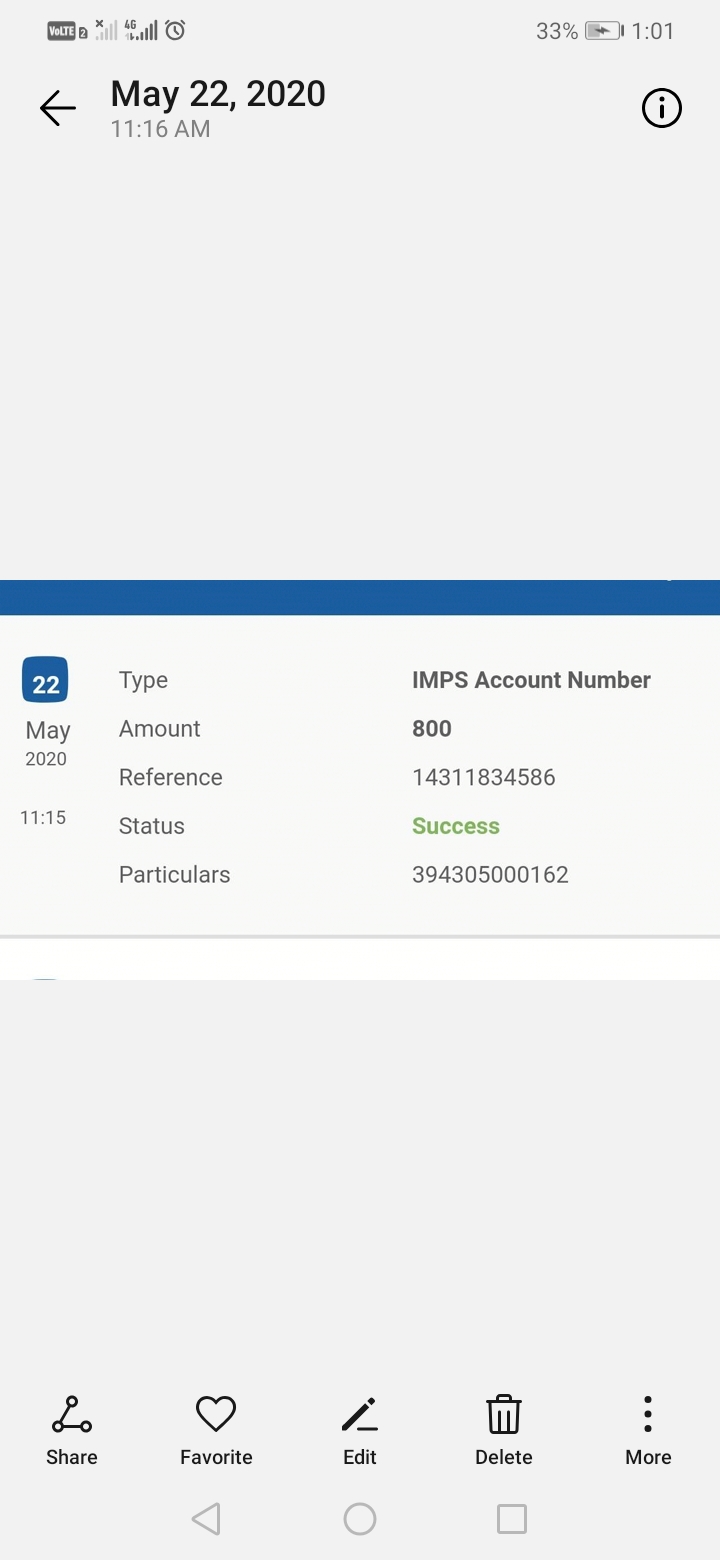 VoLTE 2 4G 33% 1:01
May 22, 2020
11:16 AM
22
May
2020
11:15
Type IMPS Account Number
Amount 800
Reference 14311834586
Status Success
Particulars 394305000162
Share Favorite Edit Delete More